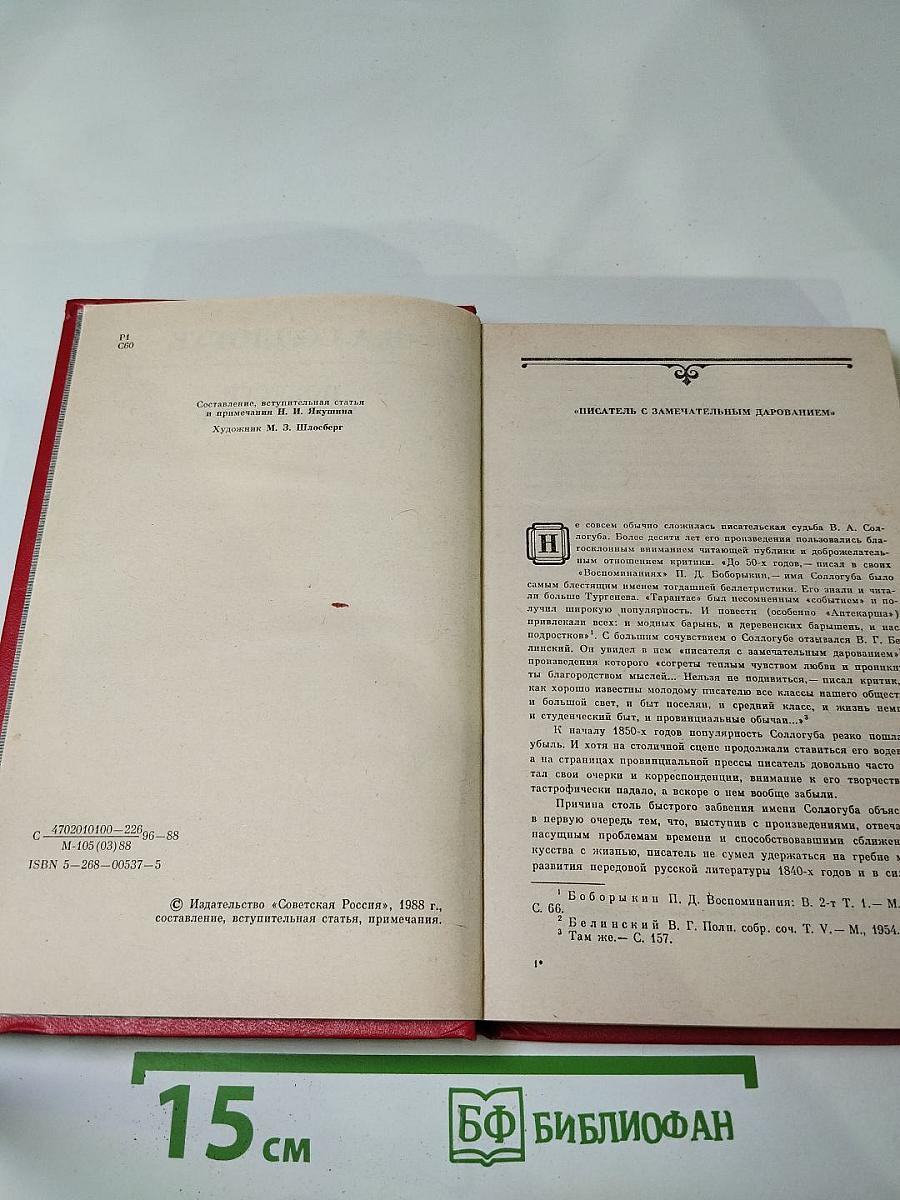 Р1
С60
Составление, вступительная статья
и примечания Н. И. Якушина
Художник М. З. Шлосберг
С 4702010100—226 96—88
М-105(03)88
ISBN 5—268—00537—5
© Издательство «Советская Россия», 1988 г.,
составление, вступительная статья, примечания.
«ПИСАТЕЛЬ С ЗАМЕЧАТЕЛЬНЫМ ДАРОВАНИЕМ»
Не совсем обычно сложилась писательская судьба В. А. Сол-
логуба. Более десяти лет его произведения пользовались бла-
госклонным вниманием читающей публики и доброжелатель-
ным отношением критики. «До 50-х годов,— писал в своих
«Воспоминаниях» П. Д. Боборыкин,— имя Соллогуба было
самым блестящим именем тогдашней беллетристики. Его знали и чита-
ли больше Тургенева. «Тарантас» был несомненным «событием» и по-
лучил широкую популярность. И повести (особенно «Аптекарша»)
привлекали всех: и модных барынь, и деревенских барышень, и нас
подростков»¹. С большим сочувствием о Соллогубе отзывался В. Г. Бе
линский. Он увидел в нем «писателя с замечательным дарованием»
произведения которого «согреты теплым чувством любви и проникн
ты благородством мыслей... Нельзя не подивиться,— писал критик,
как хорошо известны молодому писателю все классы нашего общест
и большой свет, и быт поселян, и средний класс, и жизнь немц
и студенческий быт, и провинциальные обычаи...»³
К началу 1850-х годов популярность Соллогуба резко пошла
убыль. И хотя на столичной сцене продолжали ставиться его водев
а на страницах провинциальной прессы писатель довольно часто
тал свои очерки и корреспонденции, внимание к его творчеств
тастрофически падало, а вскоре о нем вообще забыли.
Причина столь быстрого забвения имени Соллогуба объяс
в первую очередь тем, что, выступив с произведениями, отвеча
насущным проблемам времени и способствовавшими сближен
кусства с жизнью, писатель не сумел удержаться на гребне
развития передовой русской литературы 1840-х годов и в си
¹ Боборыкин П. Д. Воспоминания: В. 2-т Т. 1.— М.
С. 66.
² Белинский В. Г. Полн. собр. соч. Т. V.— М., 1954.
³ Там же.— С. 157.
1*
15 см
БФ БИБЛИОФАН